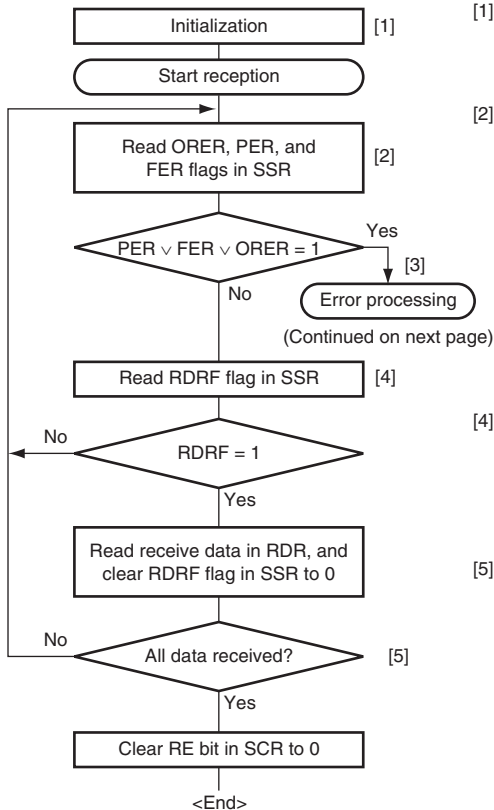 Initialization [1]
Start reception
Read ORER, PER, and
FER flags in SSR
[2]
PER ∨ FER ∨ ORER = 1
Yes
[3]
No
Error processing
(Continued on next page)
Read RDRF flag in SSR [4]
No
RDRF = 1
Yes
Read receive data in RDR, and
clear RDRF flag in SSR to 0
No
All data received? [5]
Yes
Clear RE bit in SCR to 0
<End>
[1]
[2]
[4]
[5]